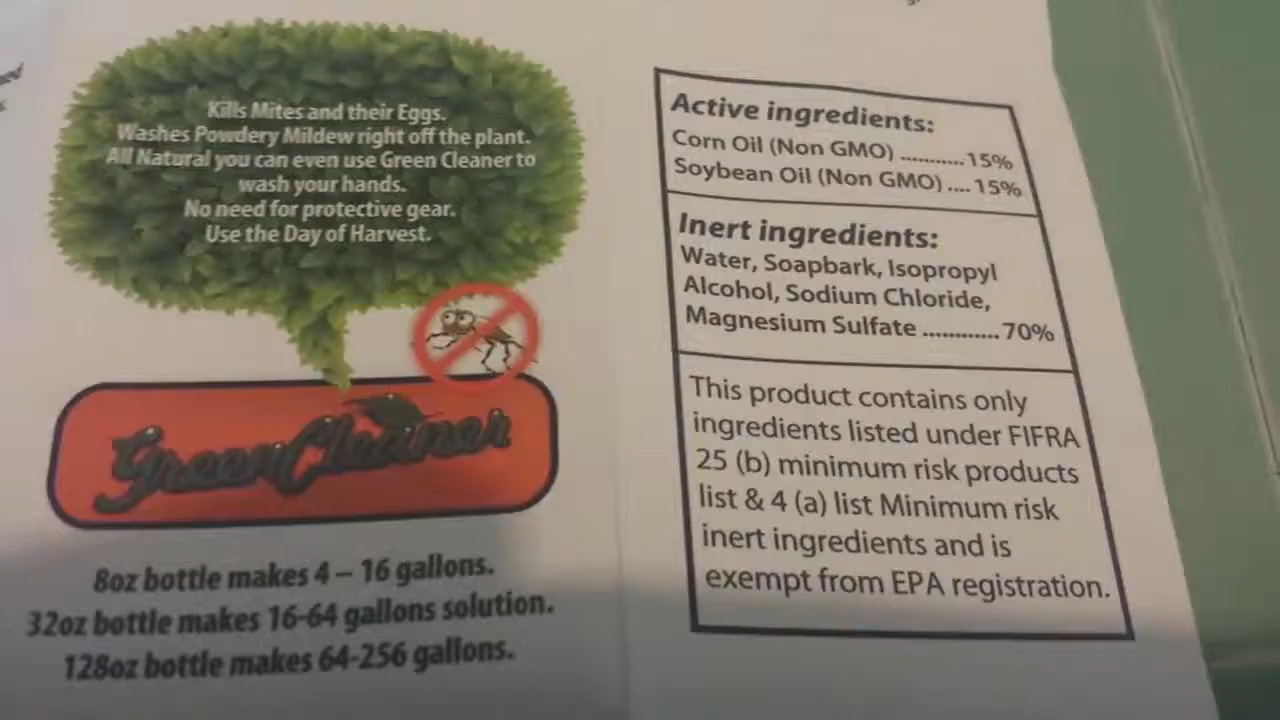 Kills Mites and their Eggs.
Washes Powdery Mildew right off the plant.
All Natural you can even use Green Cleaner to
wash your hands.
No need for protective gear.
Use the Day of Harvest.
Green Cleaner
8oz bottle makes 4 – 16 gallons.
32oz bottle makes 16-64 gallons solution.
128oz bottle makes 64-256 gallons.
Active ingredients:
Corn Oil (Non GMO) ...........15%
Soybean Oil (Non GMO) .... 15%
Inert ingredients:
Water, Soapbark, Isopropyl
Alcohol, Sodium Chloride,
Magnesium Sulfate ............70%
This product contains only
ingredients listed under FIFRA
25 (b) minimum risk products
list & 4 (a) list Minimum risk
inert ingredients and is
exempt from EPA registration.